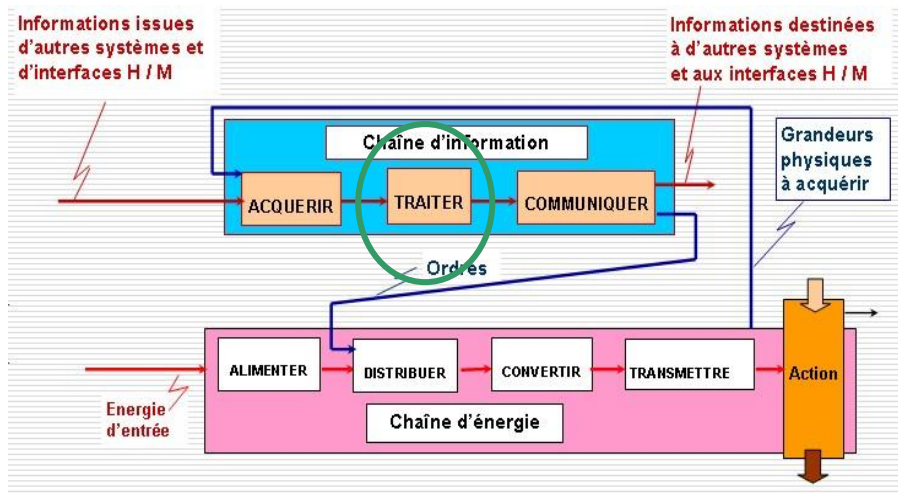 Informations issues
d'autres systèmes et
d'interfaces H / M
Informations destinées
à d'autres systèmes
et aux interfaces H / M
Chaîne d'information
Grandeurs
physiques
à acquérir
ACQUERIR
TRAITER
COMMUNIQUER
Ordres
ALIMENTER
DISTRIBUER
CONVERTIR
TRANSMETTRE
Action
Energie
d'entrée
Chaîne d'énergie